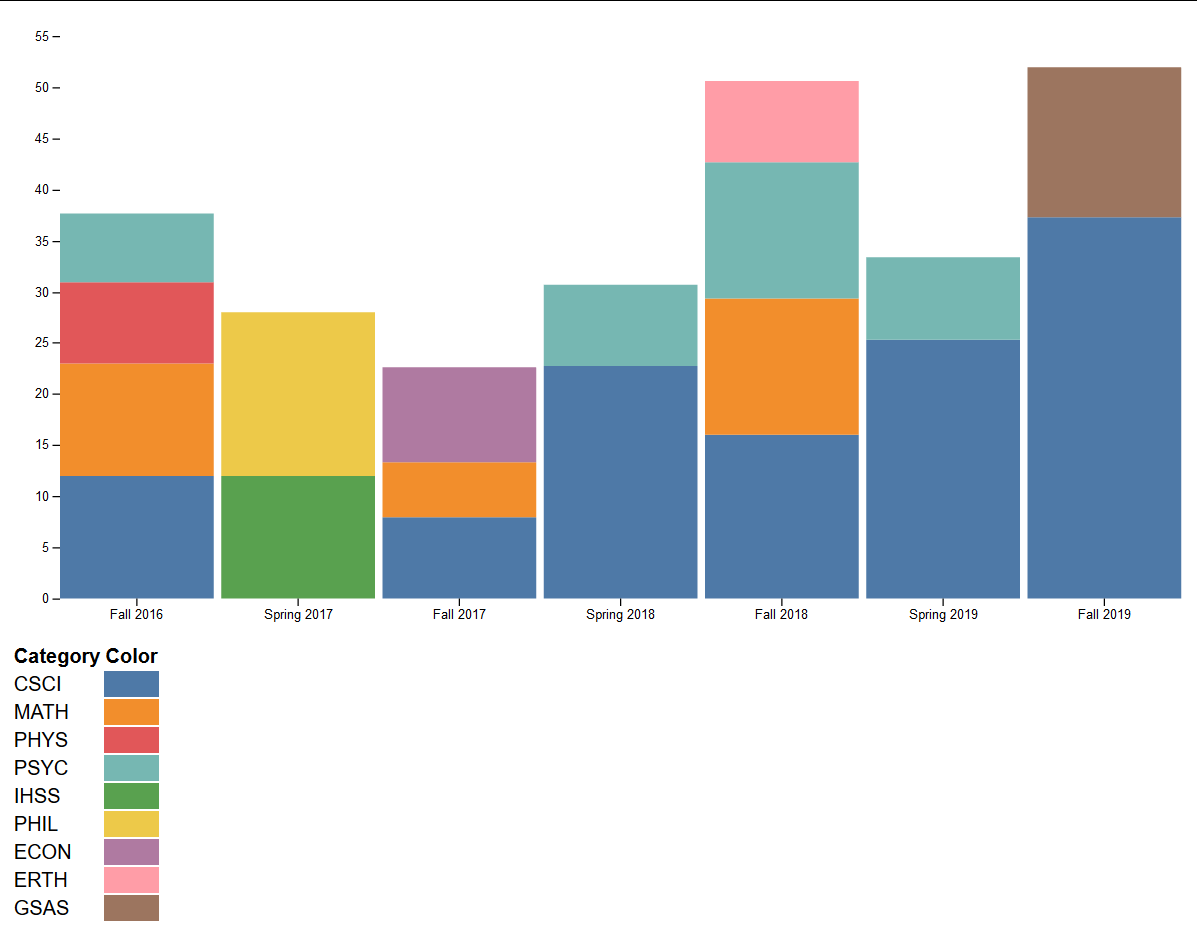 55
50
45
40
35
30
25
20
15
10
5
0
Fall 2016 Spring 2017 Fall 2017 Spring 2018 Fall 2018 Spring 2019 Fall 2019
Category Color
CSCI
MATH
PHYS
PSYC
IHSS
PHIL
ECON
ERTH
GSAS